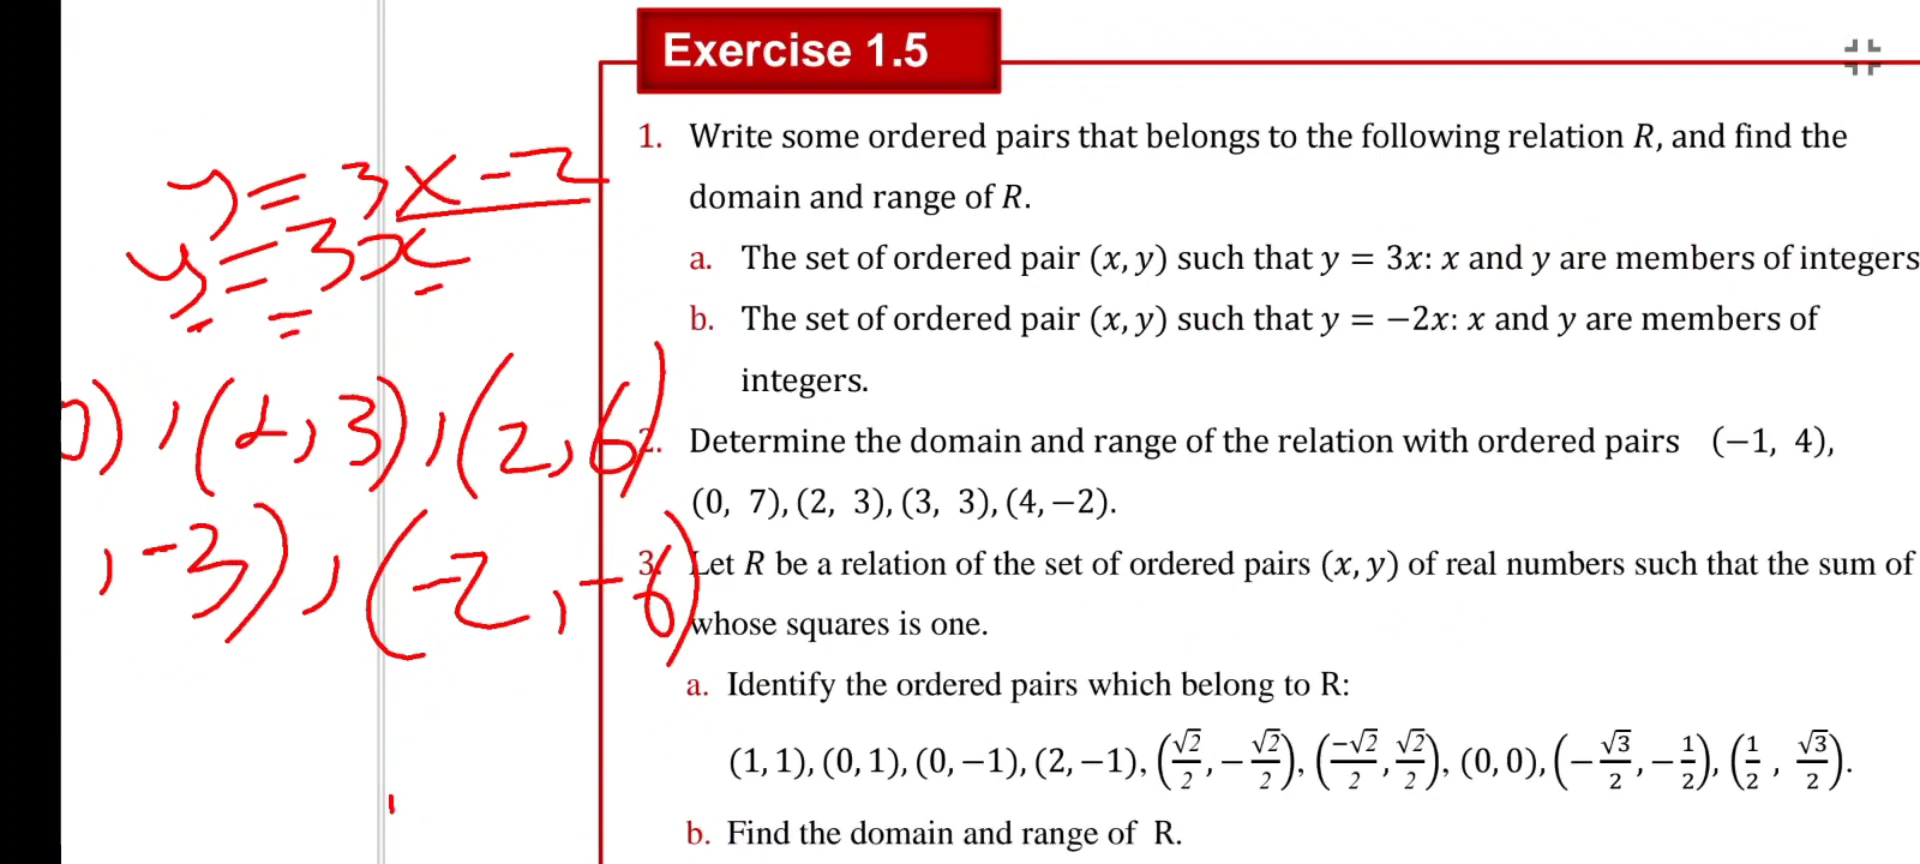 Exercise 1.5
1. Write some ordered pairs that belongs to the following relation R, and find the
domain and range of R.
a. The set of ordered pair (x, y) such that y = 3x: x and y are members of integers
b. The set of ordered pair (x, y) such that y = −2x: x and y are members of
integers.
2. Determine the domain and range of the relation with ordered pairs (−1, 4),
(0, 7), (2, 3), (3, 3), (4, −2).
3. Let R be a relation of the set of ordered pairs (x, y) of real numbers such that the sum of
whose squares is one.
a. Identify the ordered pairs which belong to R:
(1, 1), (0, 1), (0, −1), (2, −1), (√2/2, −√2/2), (−√2/2, √2/2), (0, 0), (−√3/2, −1/2), (1/2, √3/2).
b. Find the domain and range of R.
y = 3x - 2
y = 3x
), ( , 3), (2, 6)
, -3), (-2, -6)